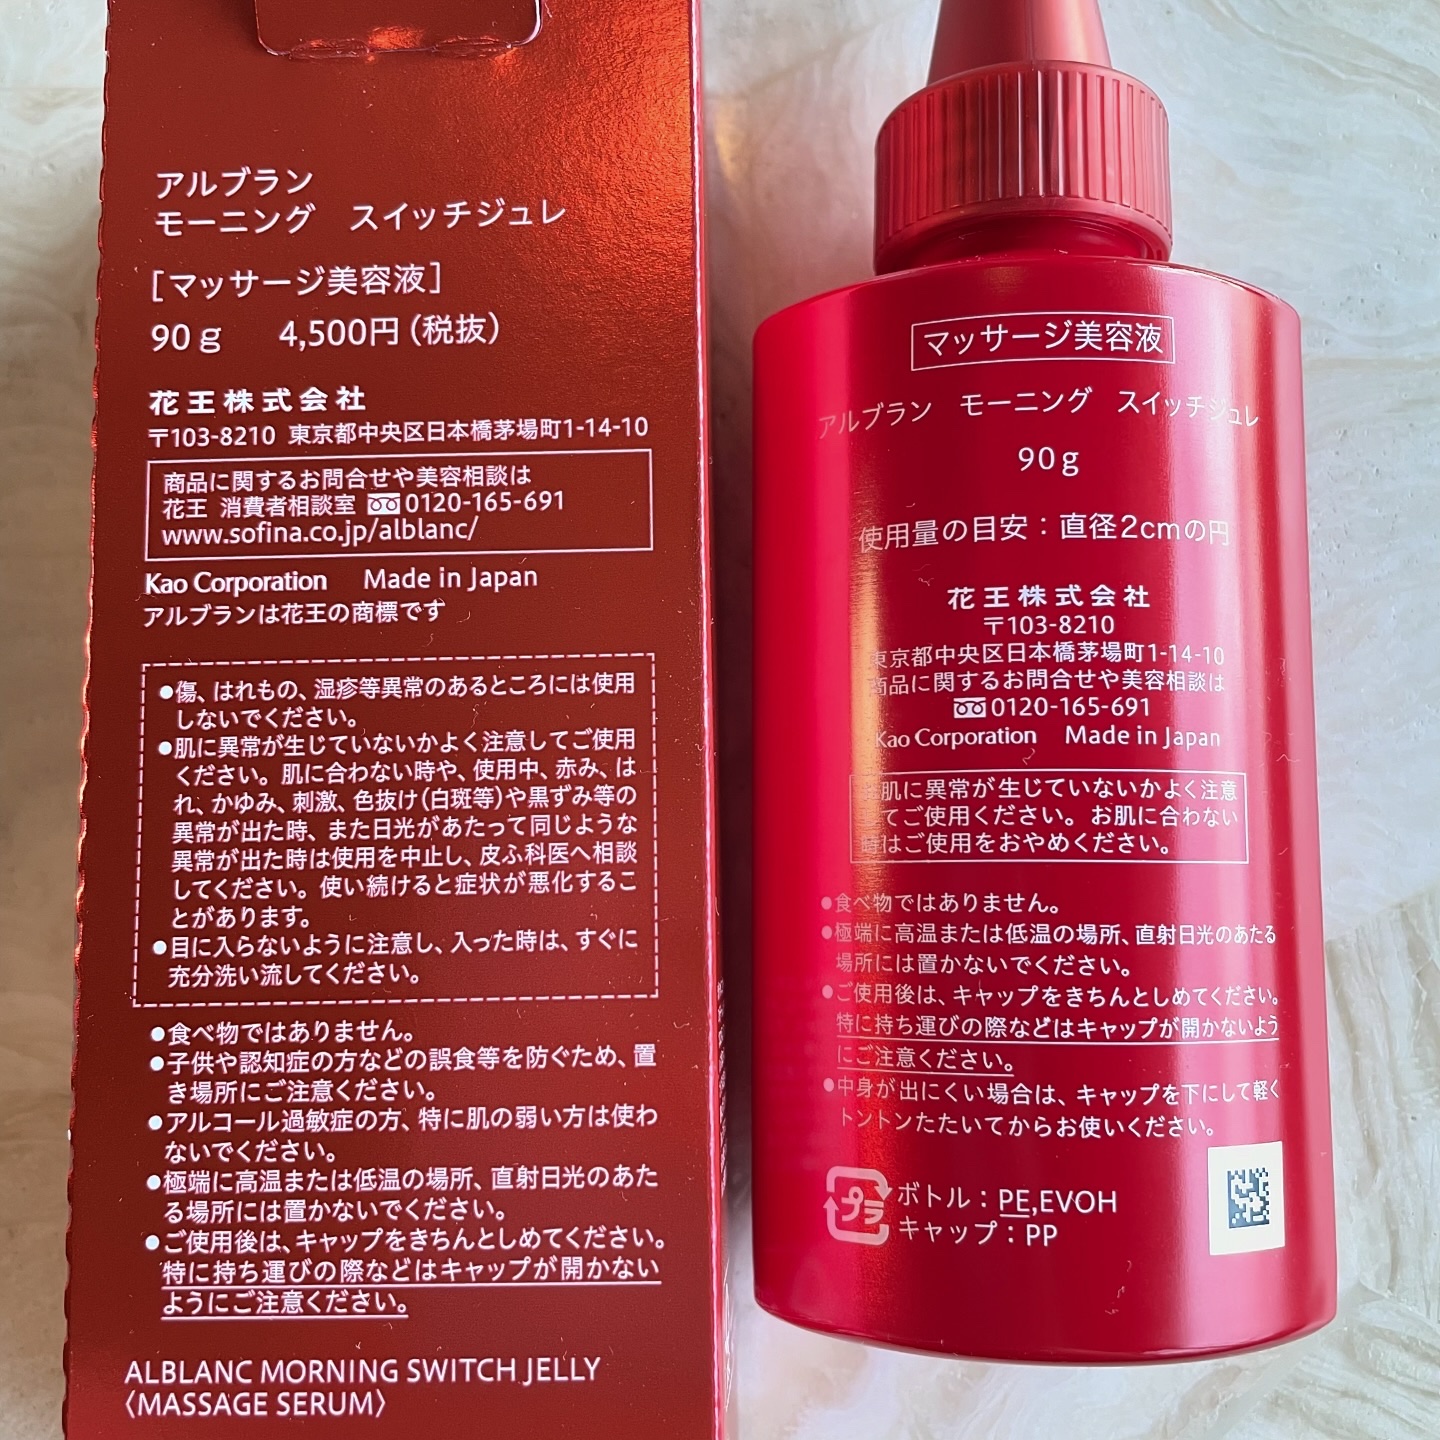 アルブラン
モーニング スイッチジュレ
[マッサージ美容液]
90g 4,500円(税抜)
花王株式会社
〒103-8210 東京都中央区日本橋茅場町1-14-10
商品に関するお問合せや美容相談は
花王 消費者相談室 0120-165-691
www.sofina.co.jp/alblanc/
Kao Corporation Made in Japan
アルブランは花王の商標です
●傷、はれもの、湿疹等異常のあるところには使用
しないでください。
●肌に異常が生じていないかよく注意してご使用
ください。肌に合わない時や、使用中、赤み、は
れ、かゆみ、刺激、色抜け(白斑等)や黒ずみ等の
異常が出た時、また日光があたって同じような
異常が出た時は使用を中止し、皮ふ科医へ相談
してください。使い続けると症状が悪化するこ
とがあります。
●目に入らないように注意し、入った時は、すぐに
充分洗い流してください。
●食べ物ではありません。
●子供や認知症の方などの誤食等を防ぐため、置
き場所にご注意ください。
●アルコール過敏症の方、特に肌の弱い方は使わ
ないでください。
●極端に高温または低温の場所、直射日光のあた
る場所には置かないでください。
●ご使用後は、キャップをきちんとしめてください。
特に持ち運びの際などはキャップが開かない
ようにご注意ください。
ALBLANC MORNING SWITCH JELLY
〈MASSAGE SERUM〉
マッサージ美容液
アルブラン モーニング スイッチジュレ
90g
使用量の目安：直径2cmの円
花王株式会社
〒103-8210
東京都中央区日本橋茅場町1-14-10
商品に関するお問合せや美容相談は
0120-165-691
Kao Corporation Made in Japan
肌に異常が生じていないかよく注意
てご使用ください。お肌に合わない
時はご使用をおやめください。
●食べ物ではありません。
●極端に高温または低温の場所、直射日光のあたる
場所には置かないでください。
●ご使用後は、キャップをきちんとしめてください。
特に持ち運びの際などはキャップが開かないよう
にご注意ください。
●中身が出にくい場合は、キャップを下にして軽く
トントンたたいてからお使いください。
プラ ボトル：PE,EVOH
キャップ：PP